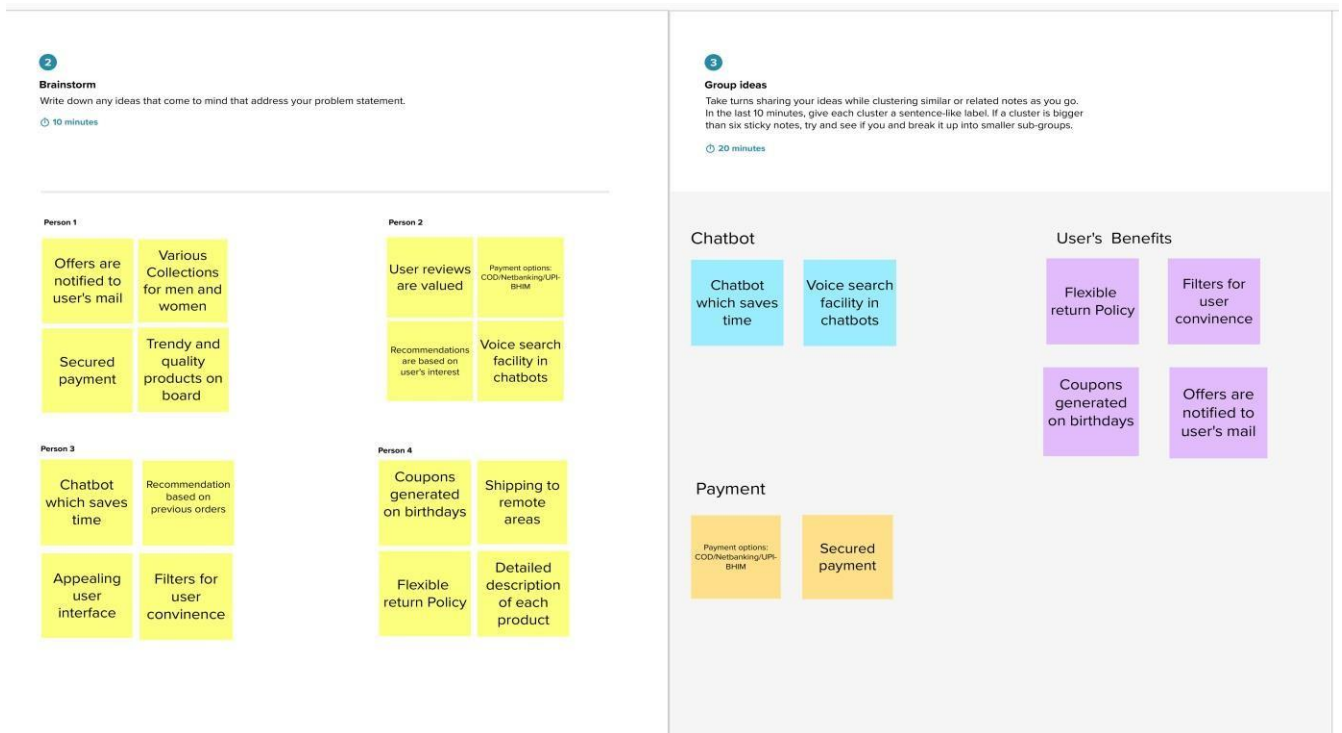 2
Brainstorm
Write down any ideas that come to mind that address your problem statement.
10 minutes
Person 1
Offers are
notified to
user's mail
Various
Collections
for men and
women
Secured
payment
Trendy and
quality
products on
board
Person 2
User reviews
are valued
Payment options:
COD/Netbanking/UPI-
BHIM
Recommendations
are based on
user's interest
Voice search
facility in
chatbots
Person 3
Chatbot
which saves
time
Recommendation
based on
previous orders
Appealing
user
interface
Filters for
user
convinence
Person 4
Coupons
generated
on birthdays
Shipping to
remote
areas
Flexible
return Policy
Detailed
description
of each
product
3
Group ideas
Take turns sharing your ideas while clustering similar or related notes as you go.
In the last 10 minutes, give each cluster a sentence-like label. If a cluster is bigger
than six sticky notes, try and see if you and break it up into smaller sub-groups.
20 minutes
Chatbot
Chatbot
which saves
time
Voice search
facility in
chatbots
User's Benefits
Flexible
return Policy
Filters for
user
convinence
Coupons
generated
on birthdays
Offers are
notified to
user's mail
Payment
Payment options:
COD/Netbanking/UPI-
BHIM
Secured
payment